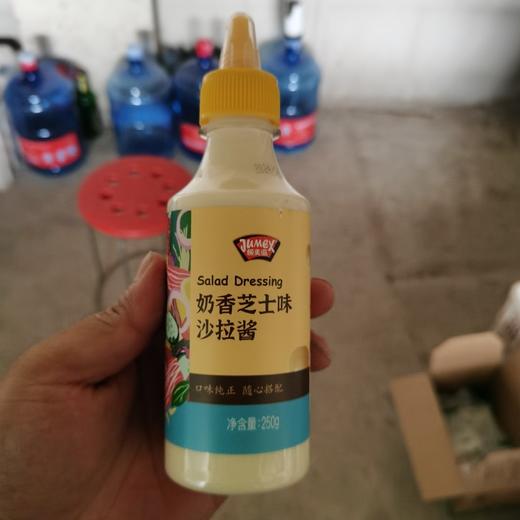 JUMEX
Salad Dressing
奶香芝士味
沙拉酱
口味纯正 随心搭配
净含量:250g